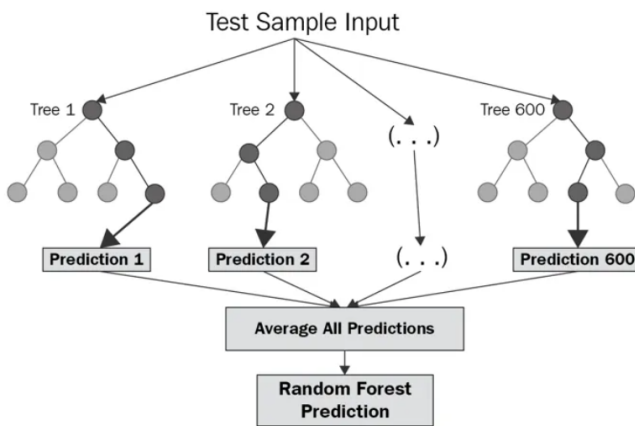 Test Sample Input
Tree 1
Tree 2
Tree 600
(. . .)
Prediction 1
Prediction 2
(. . .)
Prediction 600
Average All Predictions
Random Forest
Prediction